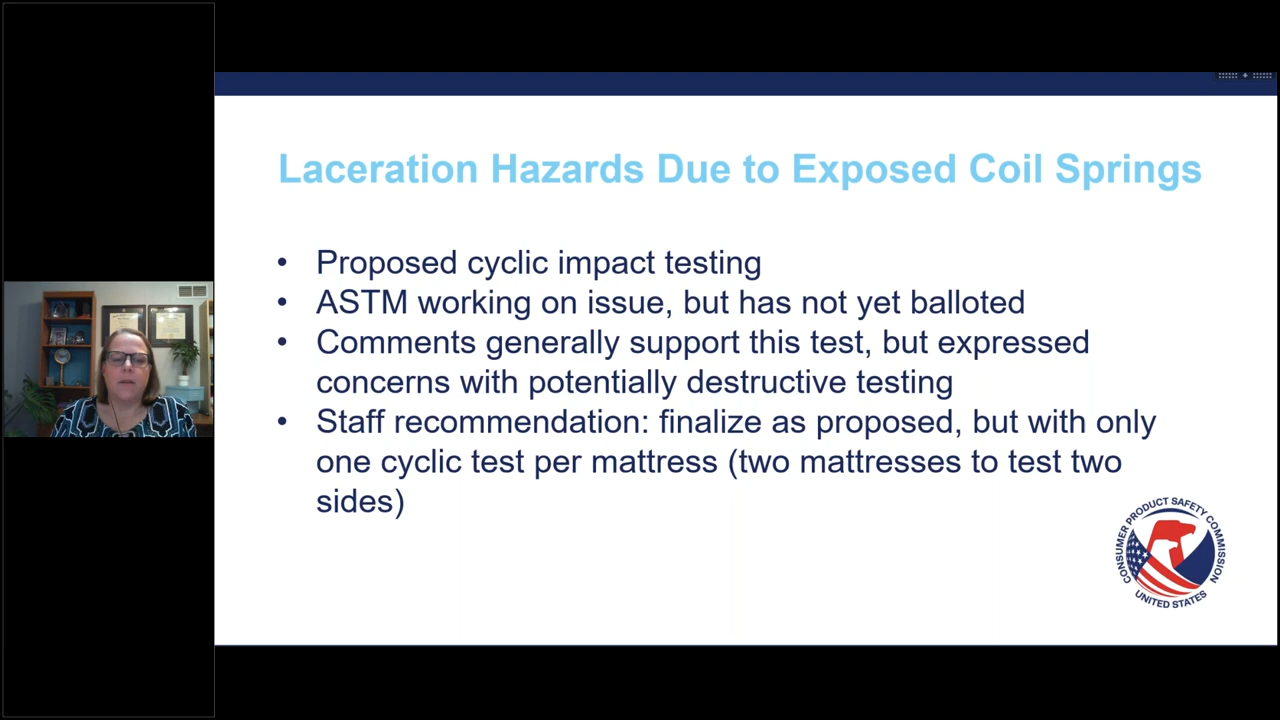 Laceration Hazards Due to Exposed Coil Springs
• Proposed cyclic impact testing
• ASTM working on issue, but has not yet balloted
• Comments generally support this test, but expressed
concerns with potentially destructive testing
• Staff recommendation: finalize as proposed, but with only
one cyclic test per mattress (two mattresses to test two
sides)
CONSUMER PRODUCT SAFETY COMMISSION
UNITED STATES